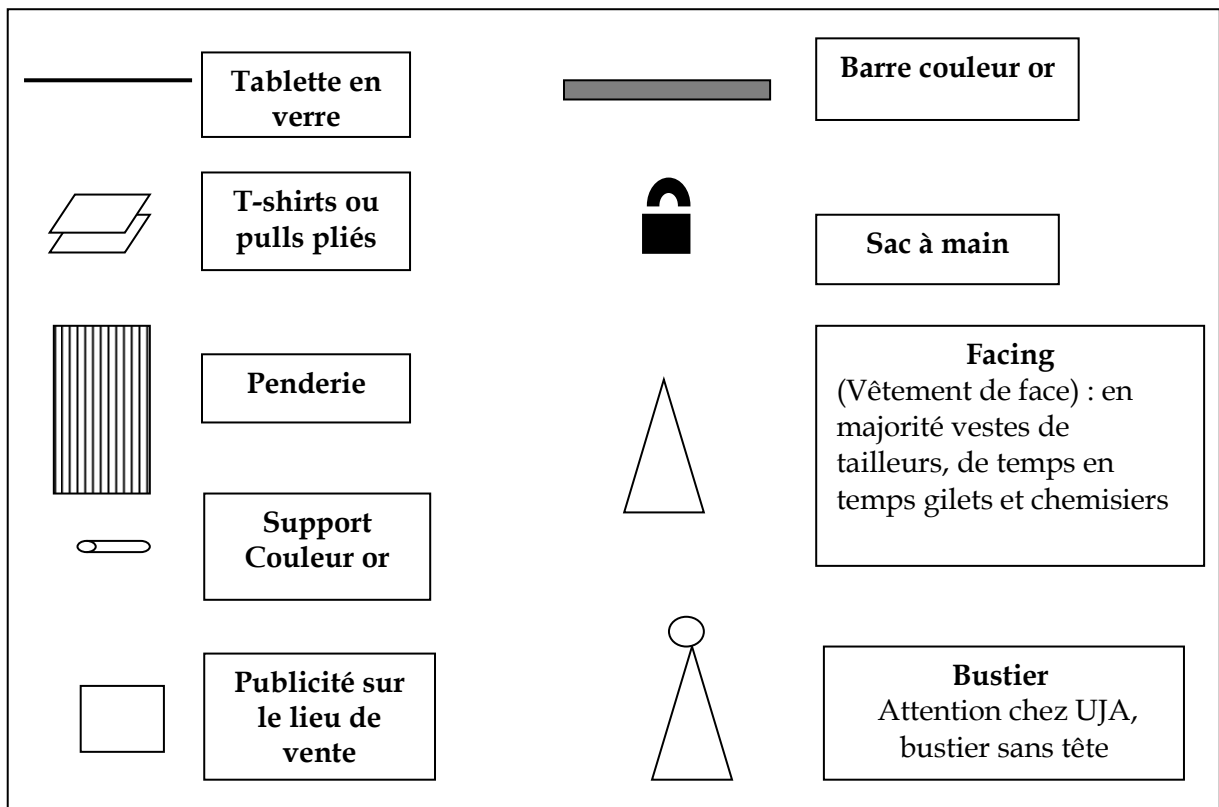 Tablette en
verre
Barre couleur or
T-shirts ou
pulls pliés
Sac à main
Penderie
Facing
(Vêtement de face) : en
majorité vestes de
tailleurs, de temps en
temps gilets et chemisiers
Support
Couleur or
Publicité sur
le lieu de
vente
Bustier
Attention chez UJA,
bustier sans tête